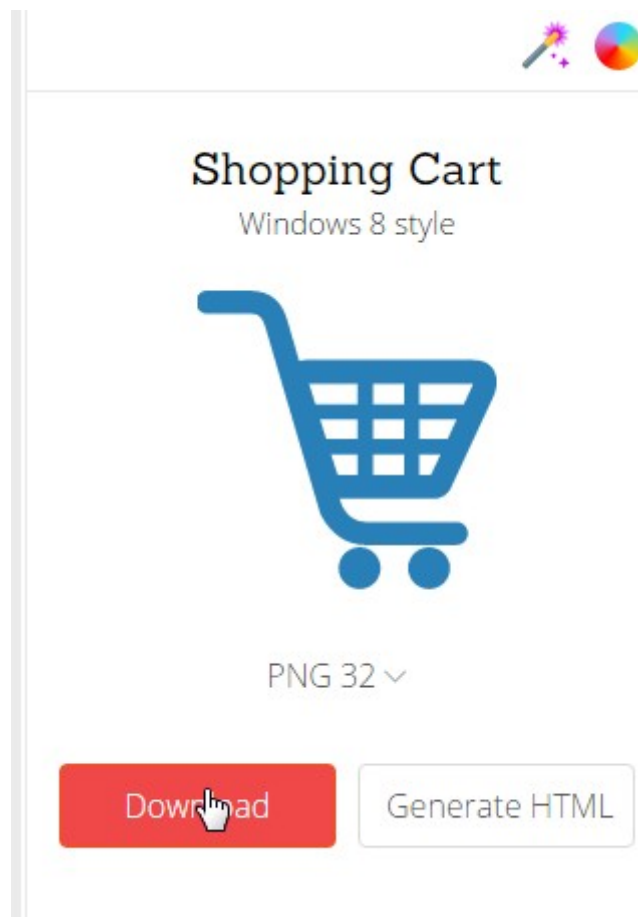 Shopping Cart
Windows 8 style
PNG 32
Download
Generate HTML